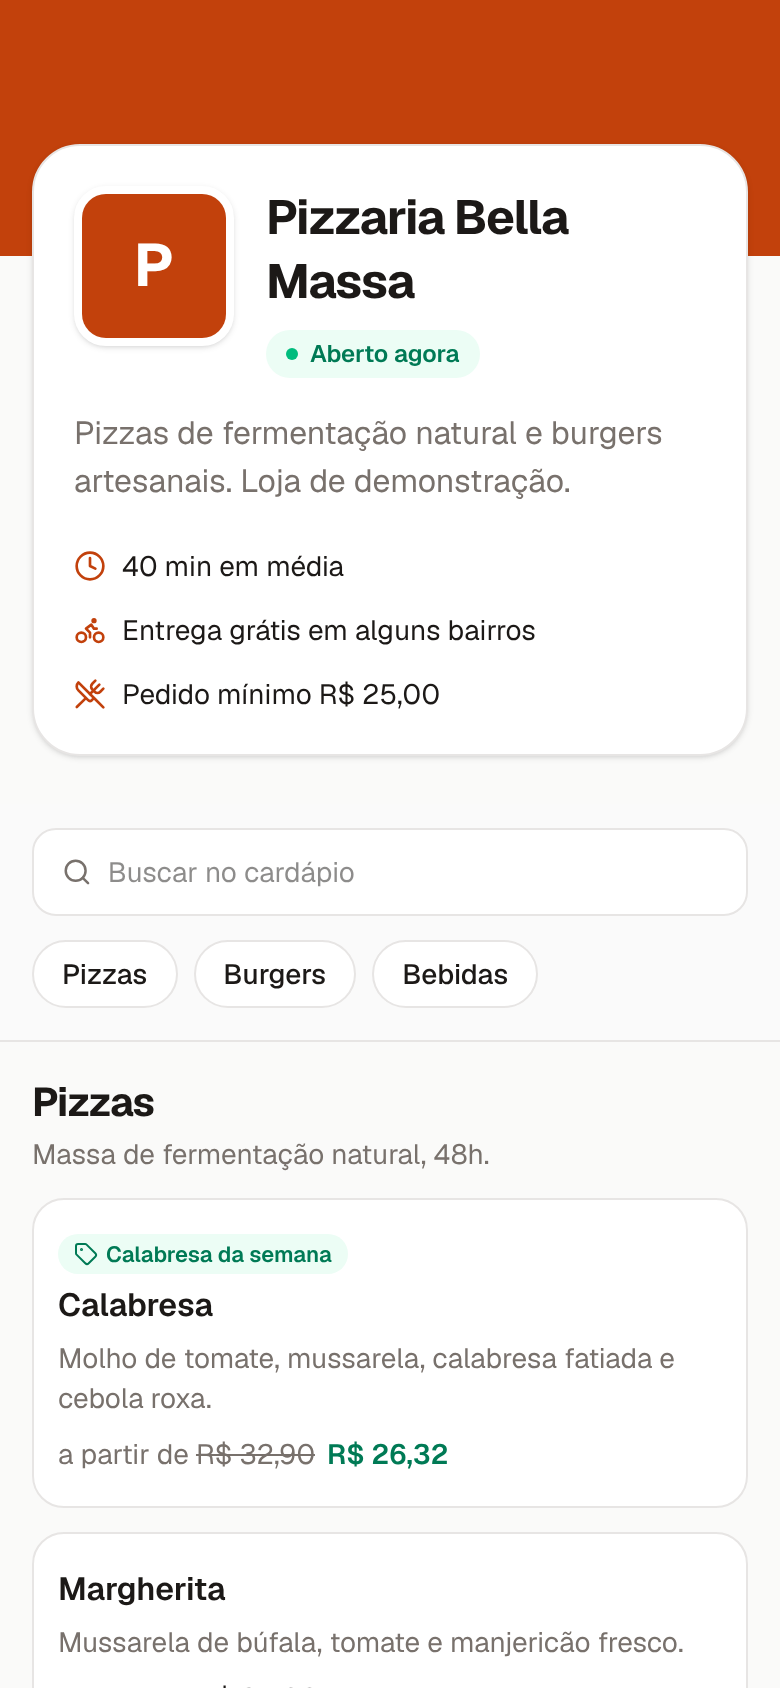 P
Pizzaria Bella
Massa
Aberto agora
Pizzas de fermentação natural e burgers
artesanais. Loja de demonstração.
40 min em média
Entrega grátis em alguns bairros
Pedido mínimo R$ 25,00
Buscar no cardápio
Pizzas Burgers Bebidas
Pizzas
Massa de fermentação natural, 48h.
Calabresa da semana
Calabresa
Molho de tomate, mussarela, calabresa fatiada e
cebola roxa.
a partir de R$ 32,90 R$ 26,32
Margherita
Mussarela de búfala, tomate e manjericão fresco.